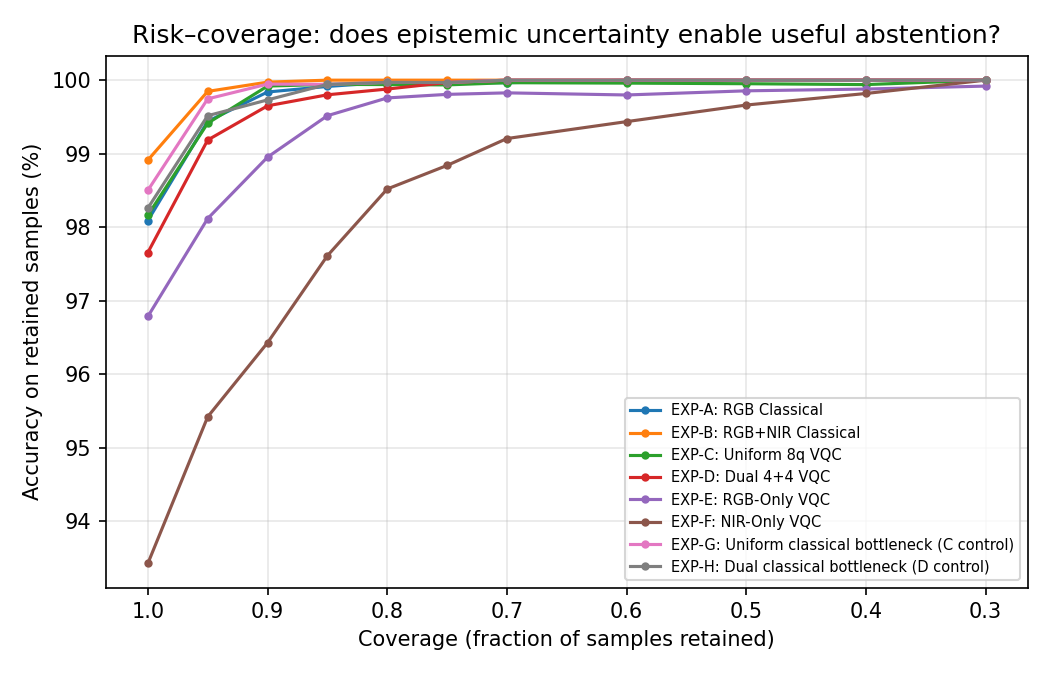 Risk–coverage: does epistemic uncertainty enable useful abstention?
Accuracy on retained samples (%)
100
99
98
97
96
95
94
EXP-A: RGB Classical
EXP-B: RGB+NIR Classical
EXP-C: Uniform 8q VQC
EXP-D: Dual 4+4 VQC
EXP-E: RGB-Only VQC
EXP-F: NIR-Only VQC
EXP-G: Uniform classical bottleneck (C control)
EXP-H: Dual classical bottleneck (D control)
1.0 0.9 0.8 0.7 0.6 0.5 0.4 0.3
Coverage (fraction of samples retained)